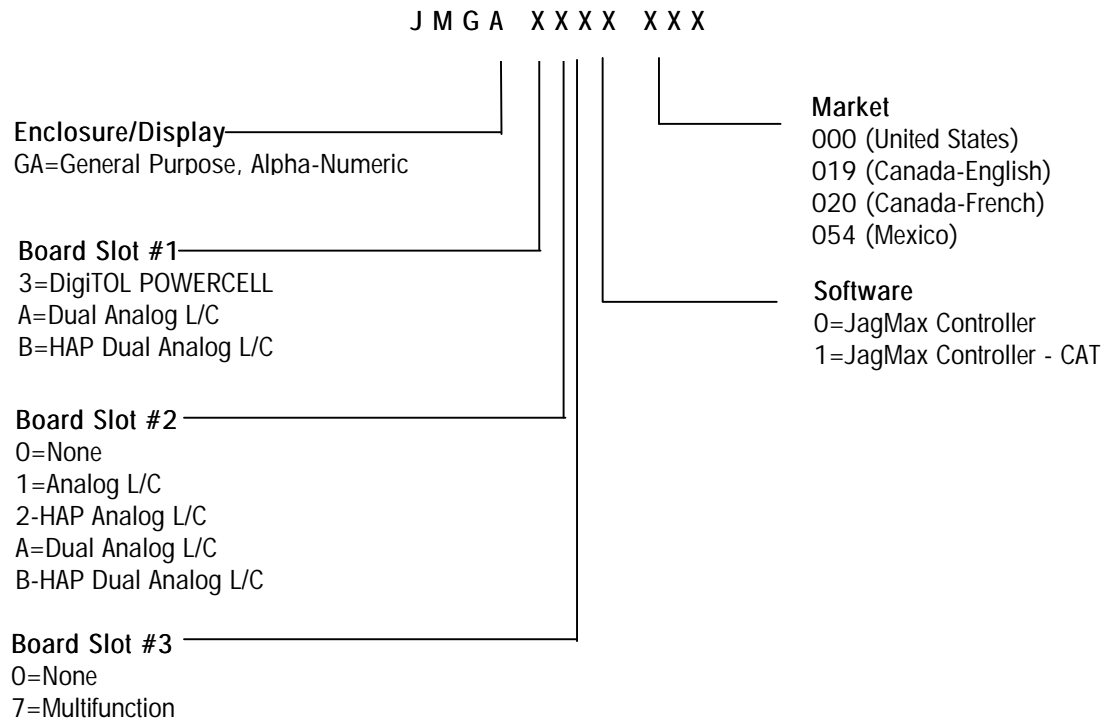 JMGA XXXX XXX
Enclosure/Display
GA=General Purpose, Alpha-Numeric
Board Slot #1
3=DigiTOL POWERCELL
A=Dual Analog L/C
B=HAP Dual Analog L/C
Board Slot #2
0=None
1=Analog L/C
2-HAP Analog L/C
A=Dual Analog L/C
B-HAP Dual Analog L/C
Board Slot #3
0=None
7=Multifunction
Market
000 (United States)
019 (Canada-English)
020 (Canada-French)
054 (Mexico)
Software
0=JagMax Controller
1=JagMax Controller - CAT